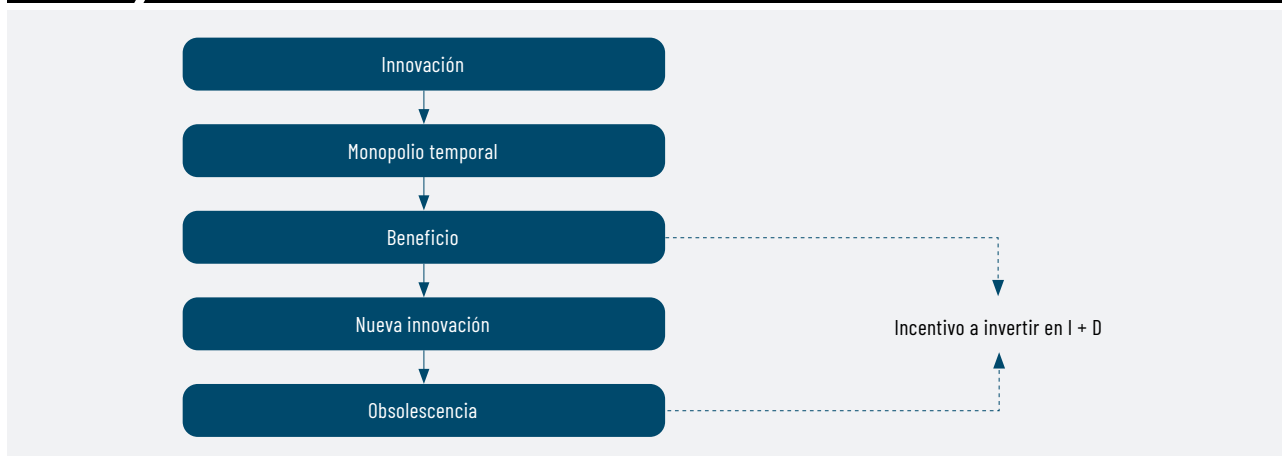 Innovación
Monopolio temporal
Beneficio
Nueva innovación
Incentivo a invertir en I + D
Obsolescencia